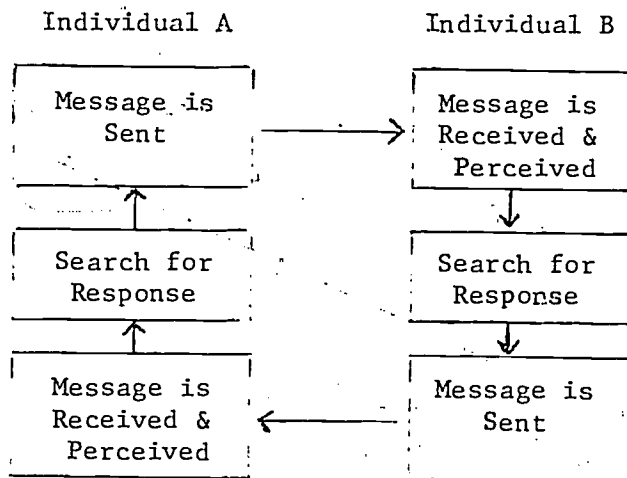 Individual A
Individual B
Message is
Sent
Message is
Received &
Perceived
Search for
Response
Search for
Response
Message is
Received &
Perceived
Message is
Sent